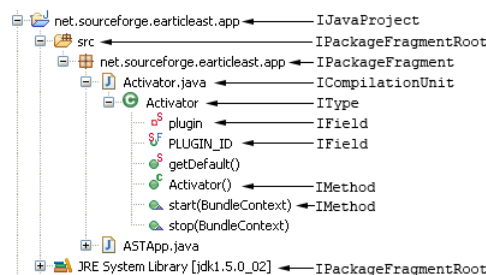 net.sourceforge.earticleast.app IJavaProject
src IPackageFragmentRoot
net.sourceforge.earticleast.app IPackageFragment
Activator.java ICompilationUnit
Activator IType
plugin IField
PLUGIN_ID IField
getDefault()
Activator() IMethod
start(BundleContext) IMethod
stop(BundleContext)
ASTApp.java
JRE System Library [jdk1.5.0_02] IPackageFragmentRoot